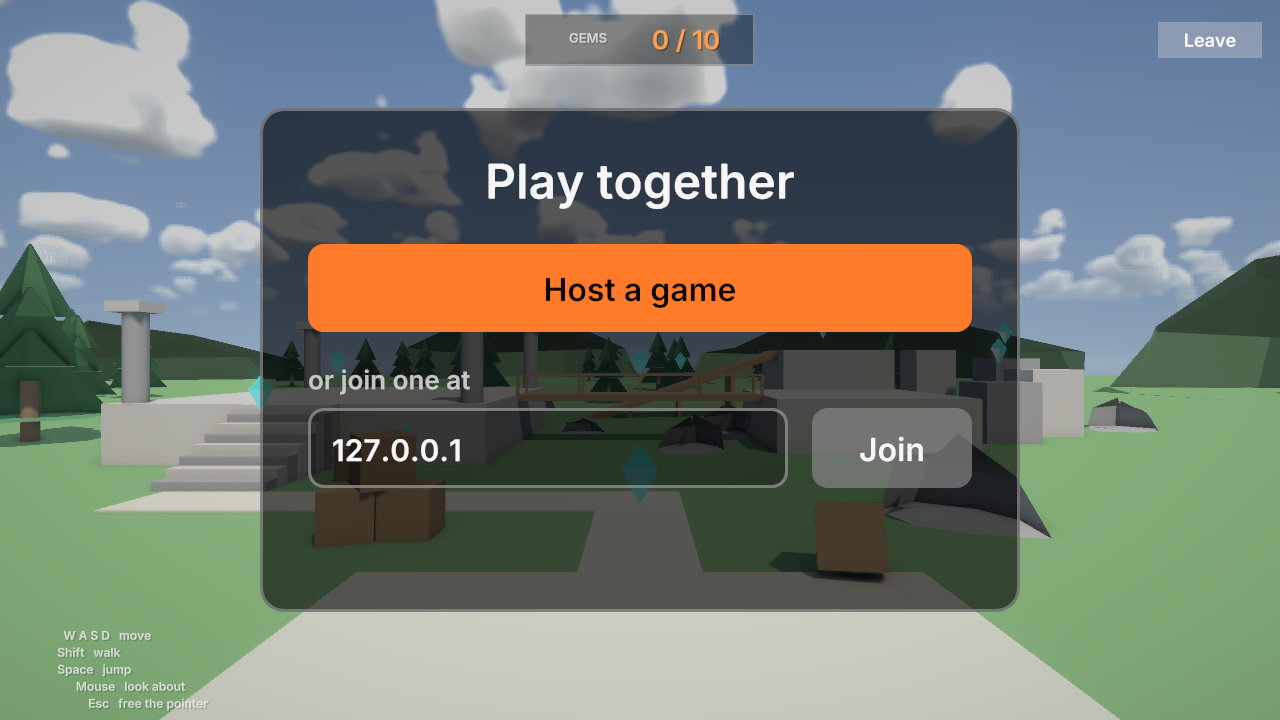 GEMS 0 / 10
Leave
Play together
Host a game
or join one at
127.0.0.1 Join
W A S D move
Shift walk
Space jump
Mouse look about
Esc free the pointer